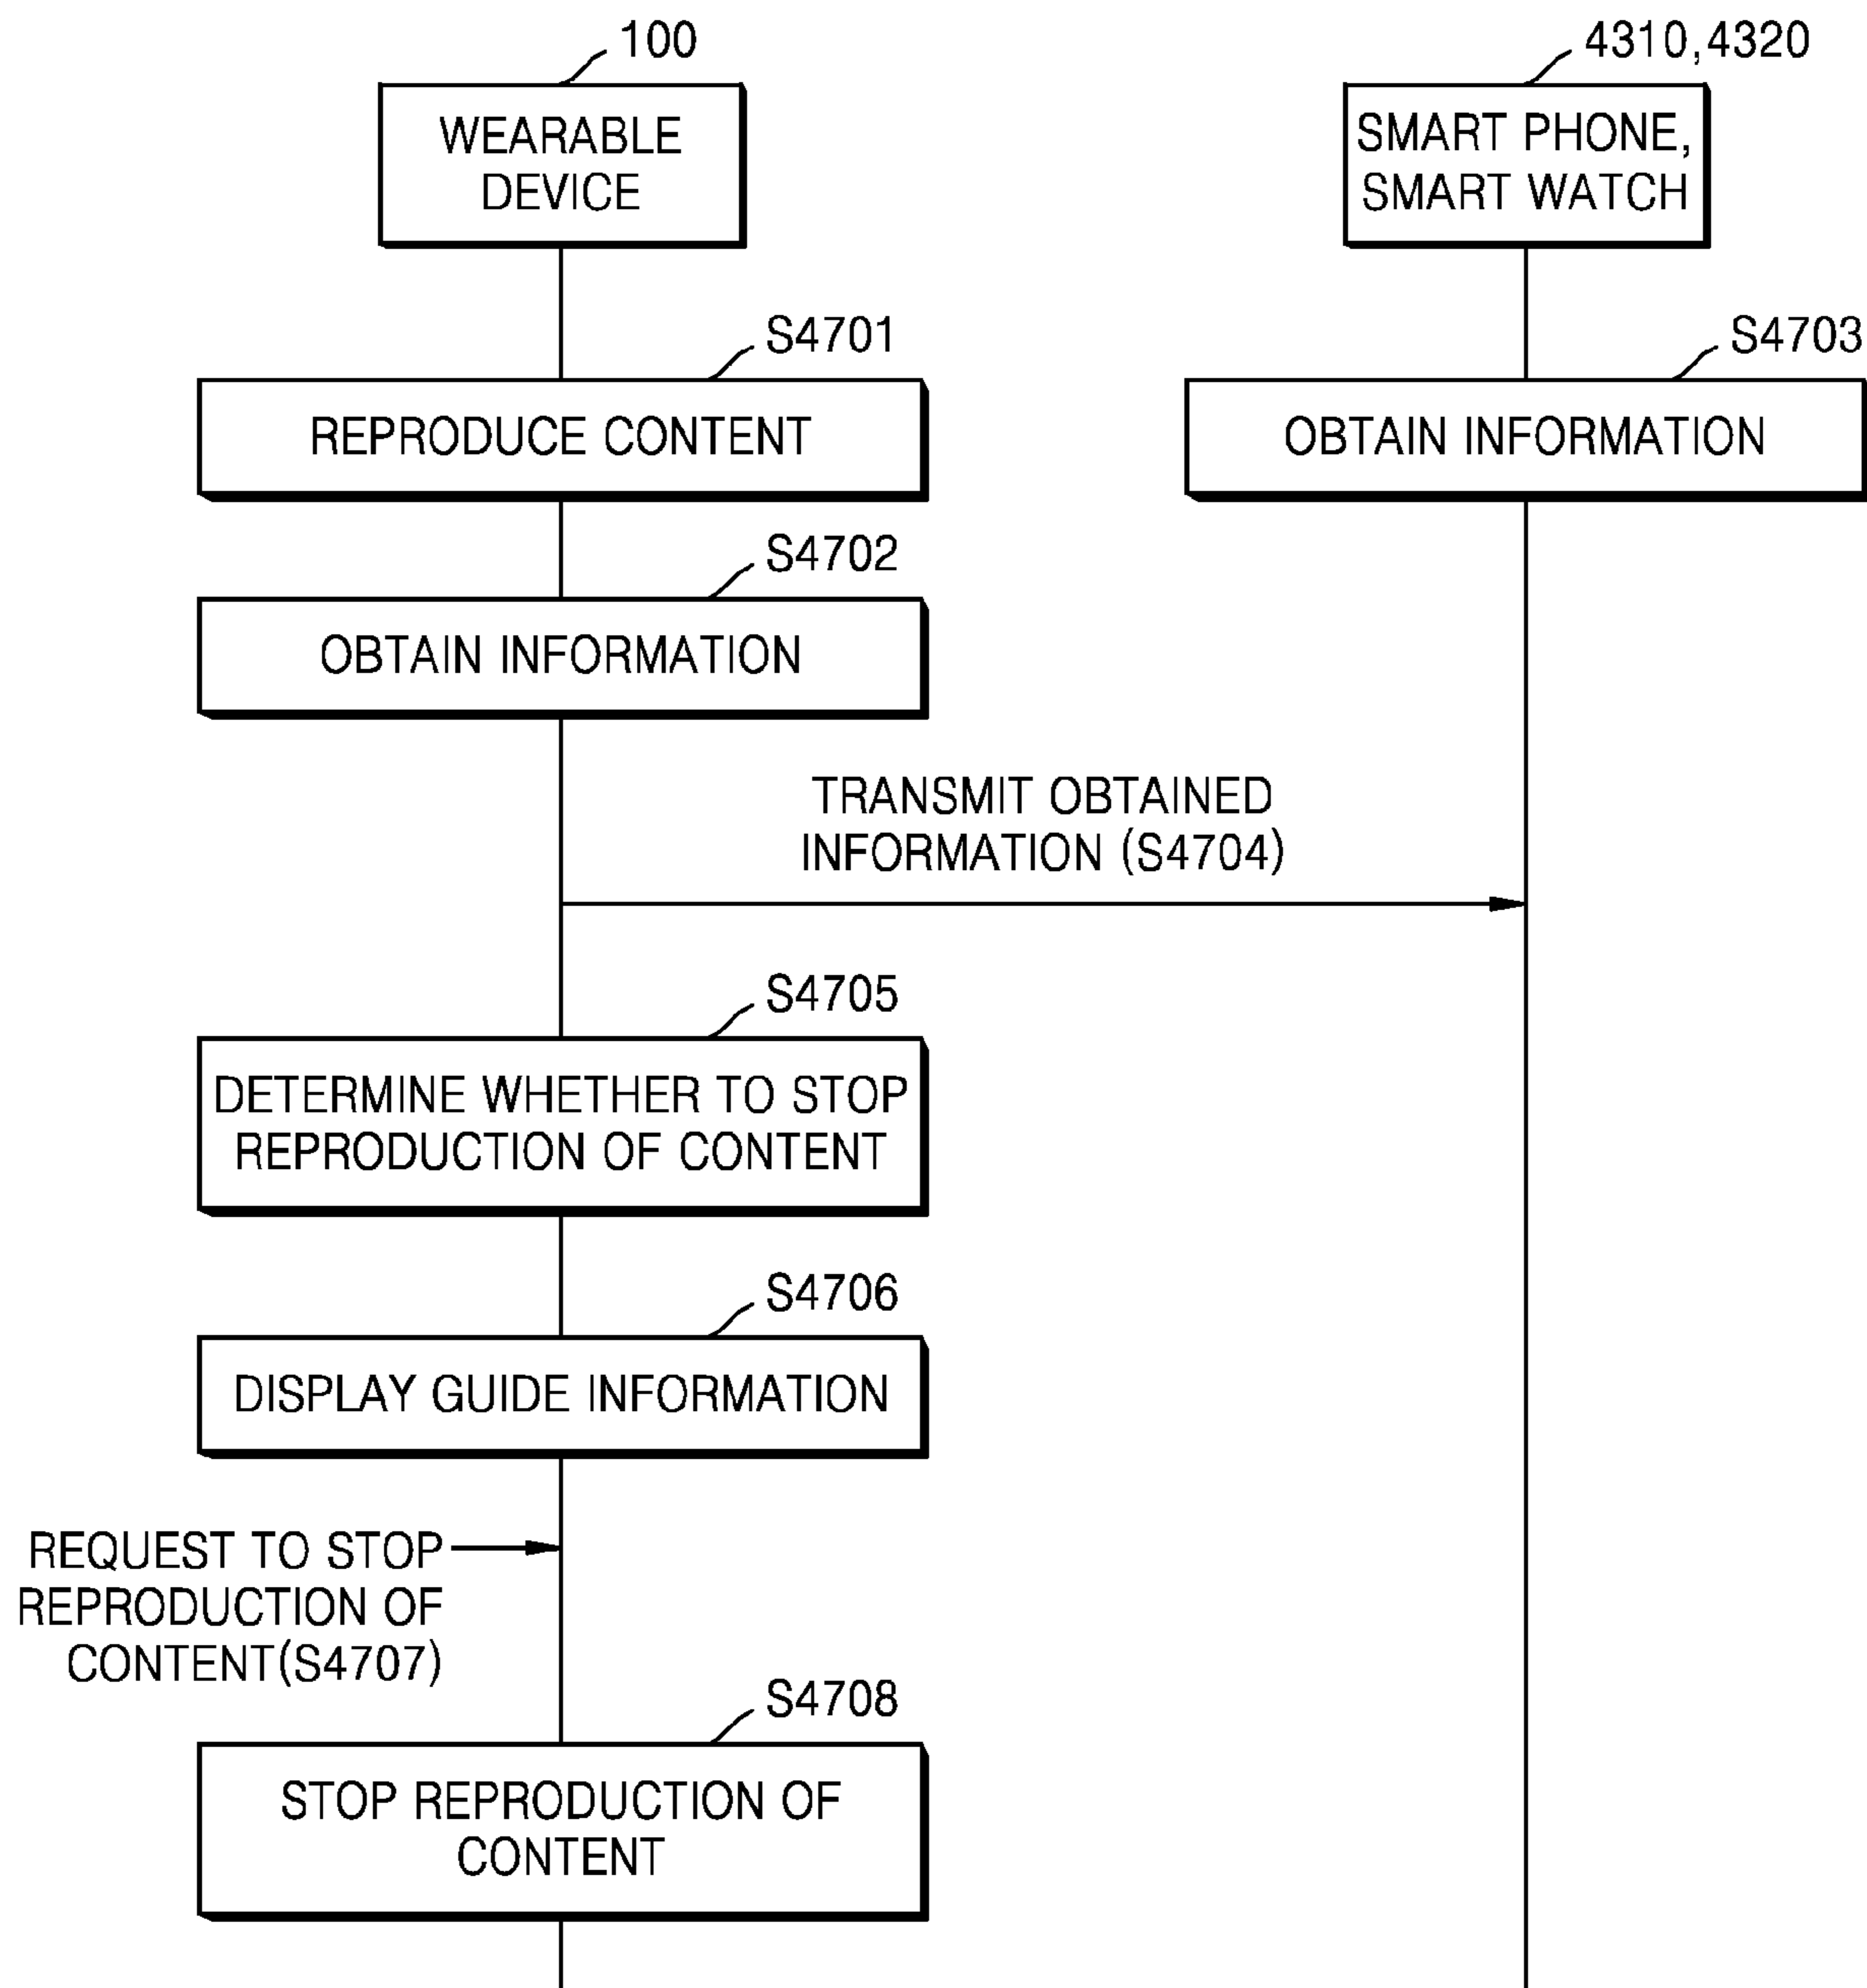 100
WEARABLE
DEVICE
4310,4320
SMART PHONE,
SMART WATCH
S4701
REPRODUCE CONTENT
S4703
OBTAIN INFORMATION
S4702
OBTAIN INFORMATION
TRANSMIT OBTAINED
INFORMATION (S4704)
S4705
DETERMINE WHETHER TO STOP
REPRODUCTION OF CONTENT
S4706
DISPLAY GUIDE INFORMATION
REQUEST TO STOP
REPRODUCTION OF
CONTENT(S4707)
S4708
STOP REPRODUCTION OF
CONTENT